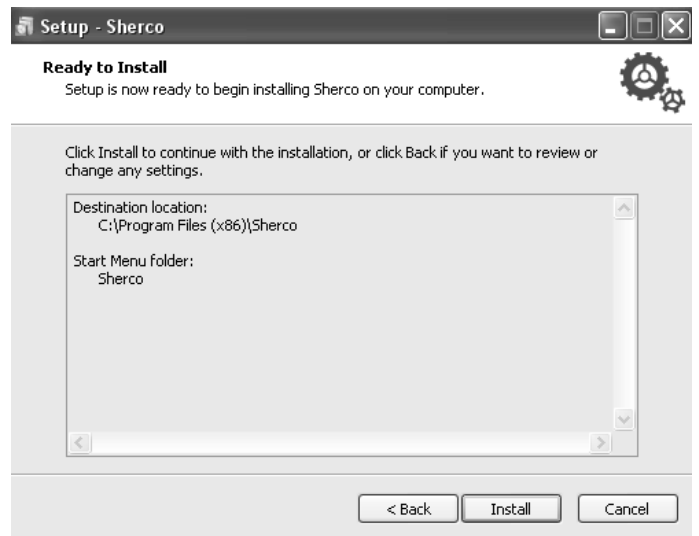 Setup - Sherco
Ready to Install
Setup is now ready to begin installing Sherco on your computer.
Click Install to continue with the installation, or click Back if you want to review or
change any settings.
Destination location:
C:\Program Files (x86)\Sherco
Start Menu folder:
Sherco
< Back Install Cancel